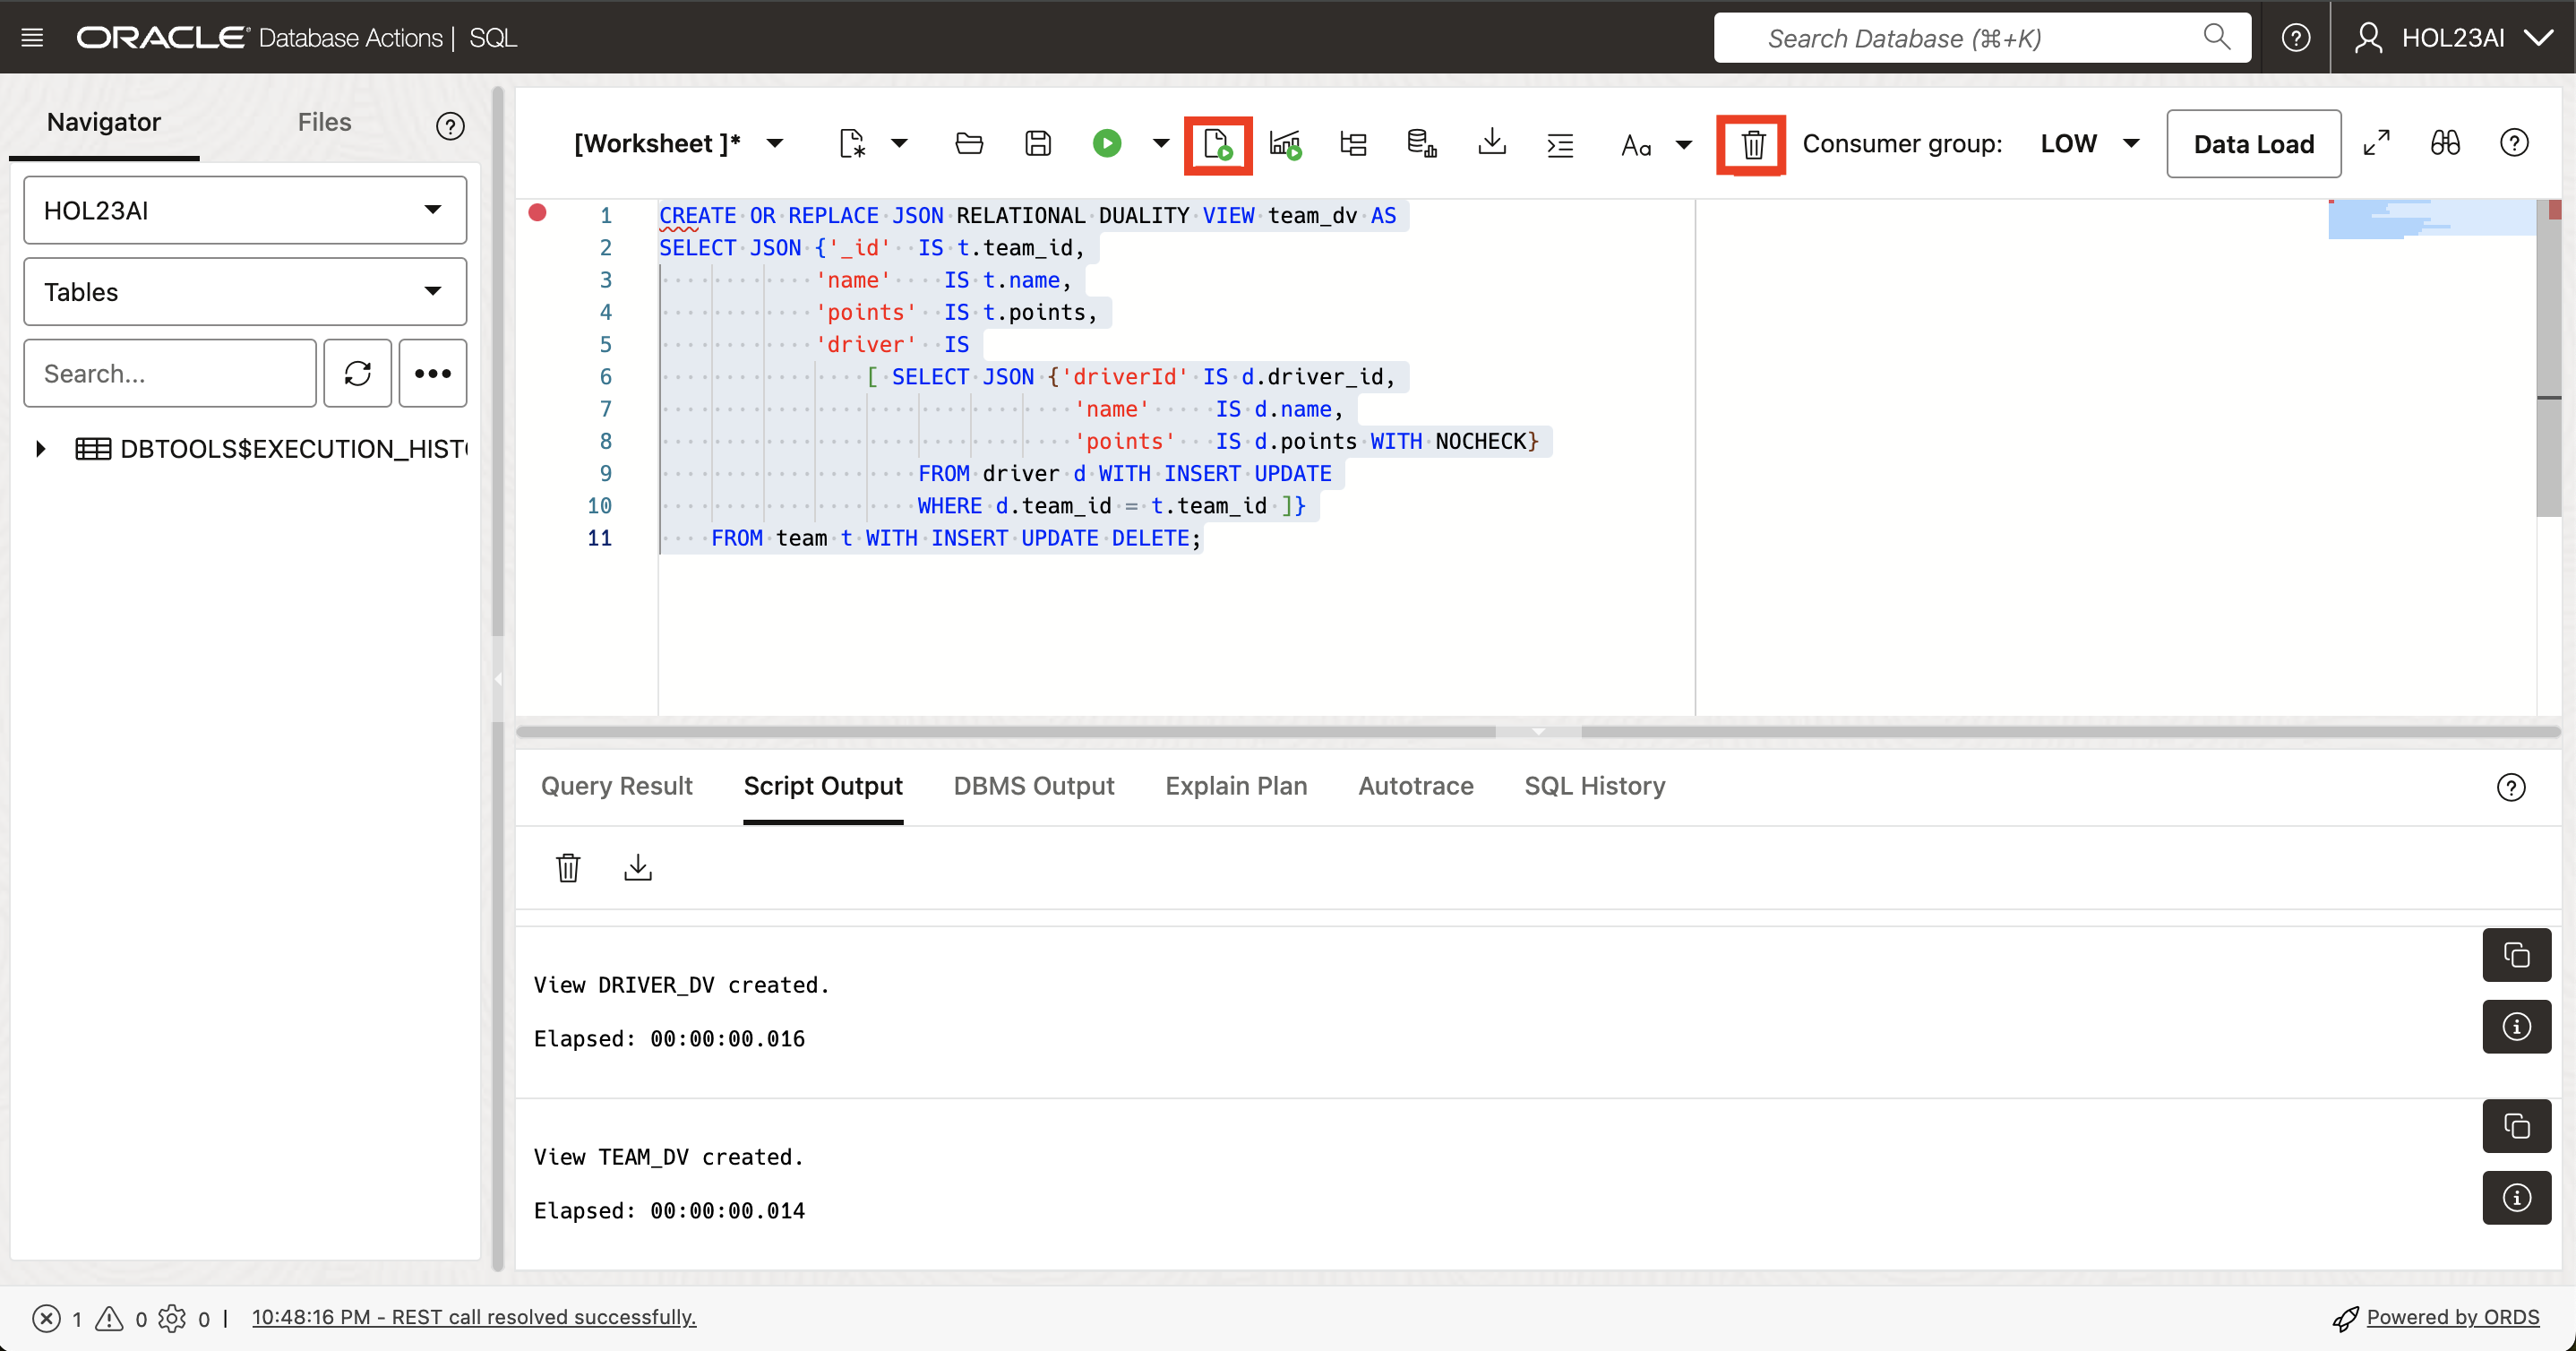 ORACLE Database Actions | SQL
Search Database (⌘+K)
HOL23AI
Navigator
Files
HOL23AI
Tables
Search...
DBTOOLS$EXECUTION_HIST
[Worksheet ]*
Aa
Consumer group:
LOW
Data Load
1 CREATE OR REPLACE JSON RELATIONAL DUALITY VIEW team_dv AS
2 SELECT JSON {'_id' IS t.team_id,
3 'name' IS t.name,
4 'points' IS t.points,
5 'driver' IS
6 [ SELECT JSON {'driverId' IS d.driver_id,
7 'name' IS d.name,
8 'points' IS d.points WITH NOCHECK}
9 FROM driver d WITH INSERT UPDATE
10 WHERE d.team_id = t.team_id ]}
11 FROM team t WITH INSERT UPDATE DELETE;
Query Result
Script Output
DBMS Output
Explain Plan
Autotrace
SQL History
View DRIVER_DV created.
Elapsed: 00:00:00.016
View TEAM_DV created.
Elapsed: 00:00:00.014
1 0 0 | 10:48:16 PM - REST call resolved successfully.
Powered by ORDS